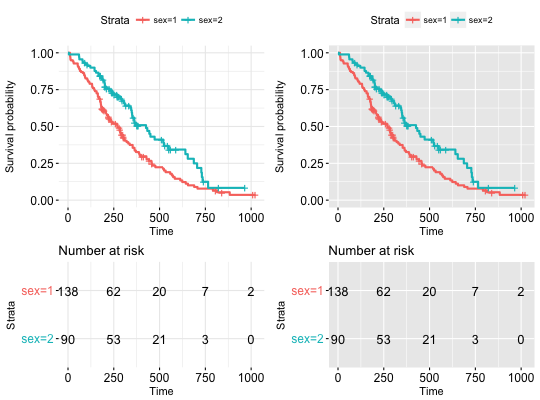 Strata sex=1 sex=2
Survival probability
1.00
0.75
0.50
0.25
0.00
0 250 500 750 1000
Time
Number at risk
Strata
sex=1 138 62 20 7 2
sex=2 90 53 21 3 0
0 250 500 750 1000
Time
Strata sex=1 sex=2
Survival probability
1.00
0.75
0.50
0.25
0.00
0 250 500 750 1000
Time
Number at risk
Strata
sex=1 138 62 20 7 2
sex=2 90 53 21 3 0
0 250 500 750 1000
Time